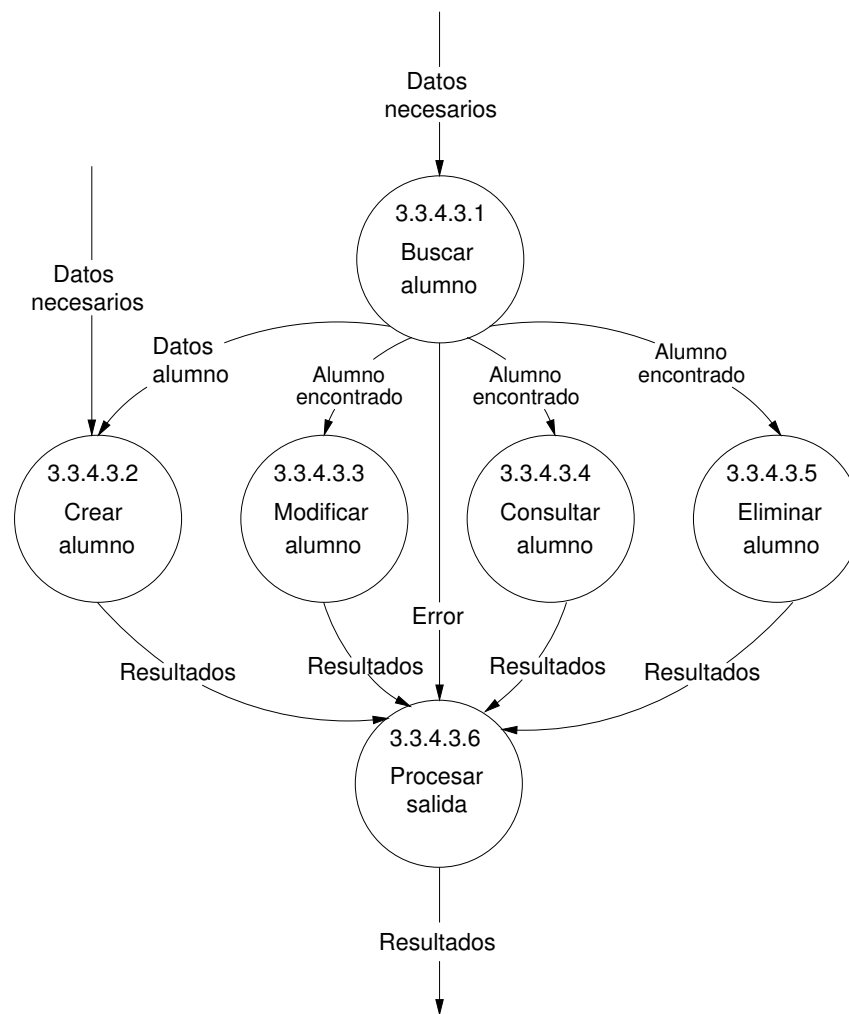 Datos
necesarios
3.3.4.3.1
Buscar
alumno
Datos
necesarios
Datos
alumno
Alumno
encontrado
Alumno
encontrado
Alumno
encontrado
3.3.4.3.2
Crear
alumno
3.3.4.3.3
Modificar
alumno
3.3.4.3.4
Consultar
alumno
3.3.4.3.5
Eliminar
alumno
Error
Resultados
Resultados
Resultados
Resultados
3.3.4.3.6
Procesar
salida
Resultados